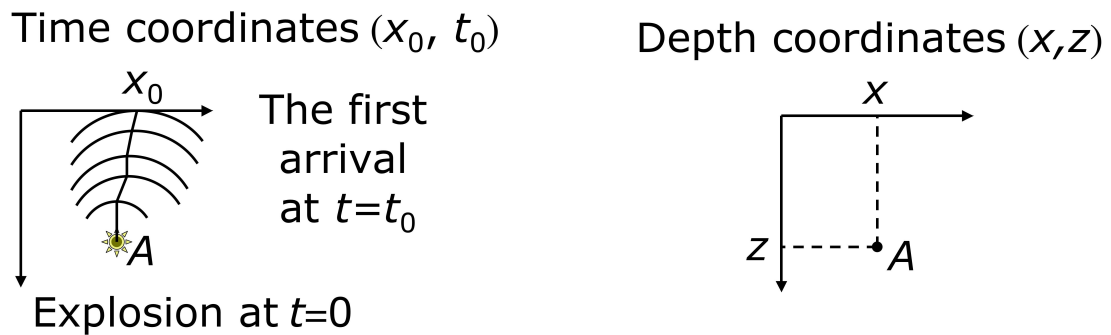 Time coordinates (x₀, t₀)
x₀
The first
arrival
at t=t₀
A
Explosion at t=0
Depth coordinates (x,z)
x
z
A